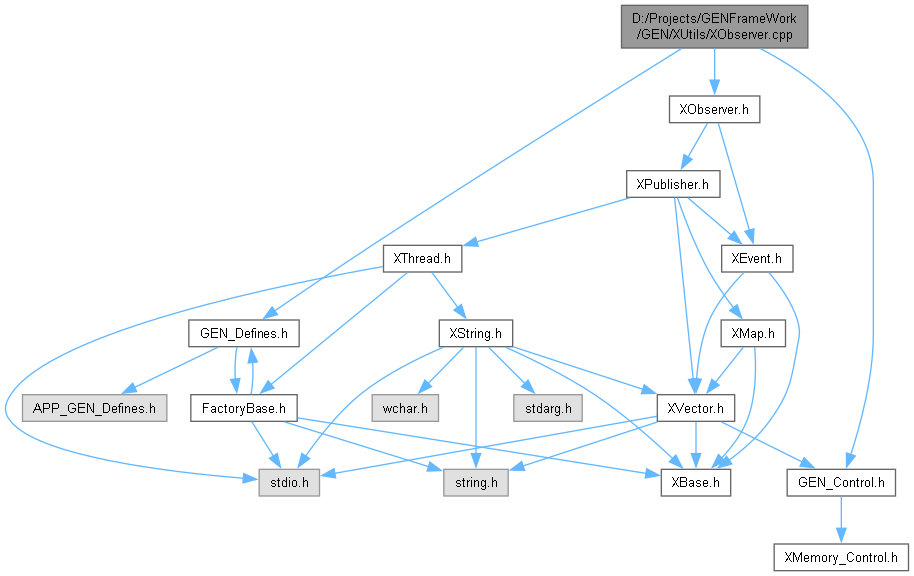 D:/Projects/GENFrameWork
/GEN/XUtils/XObserver.cpp
XObserver.h
XPublisher.h
XThread.h
XEvent.h
GEN_Defines.h
XString.h
XMap.h
APP_GEN_Defines.h
FactoryBase.h
wchar.h
stdarg.h
XVector.h
stdio.h
string.h
XBase.h
GEN_Control.h
XMemory_Control.h